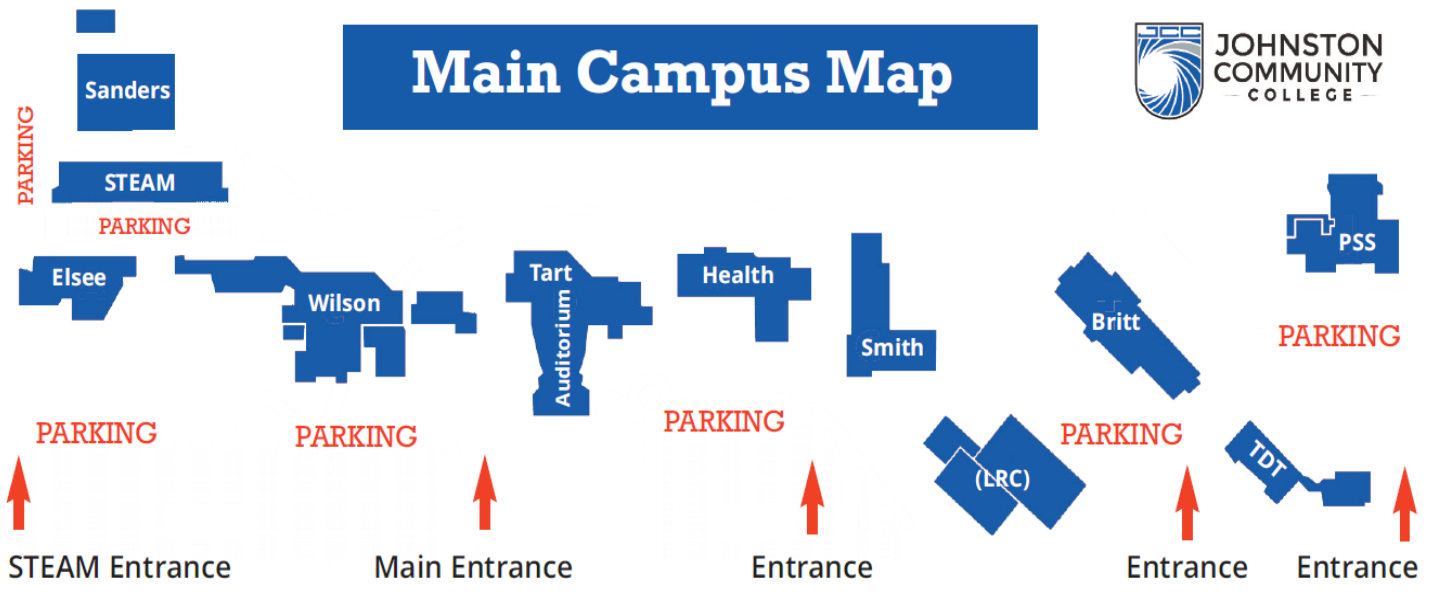 Main Campus Map
JCC
JOHNSTON
COMMUNITY
COLLEGE
Sanders
PARKING
STEAM
PARKING
Elsee
Wilson
Tart
Auditorium
Health
Smith
Britt
PSS
PARKING
PARKING
PARKING
PARKING
PARKING
(LRC)
TDT
STEAM Entrance
Main Entrance
Entrance
Entrance
Entrance